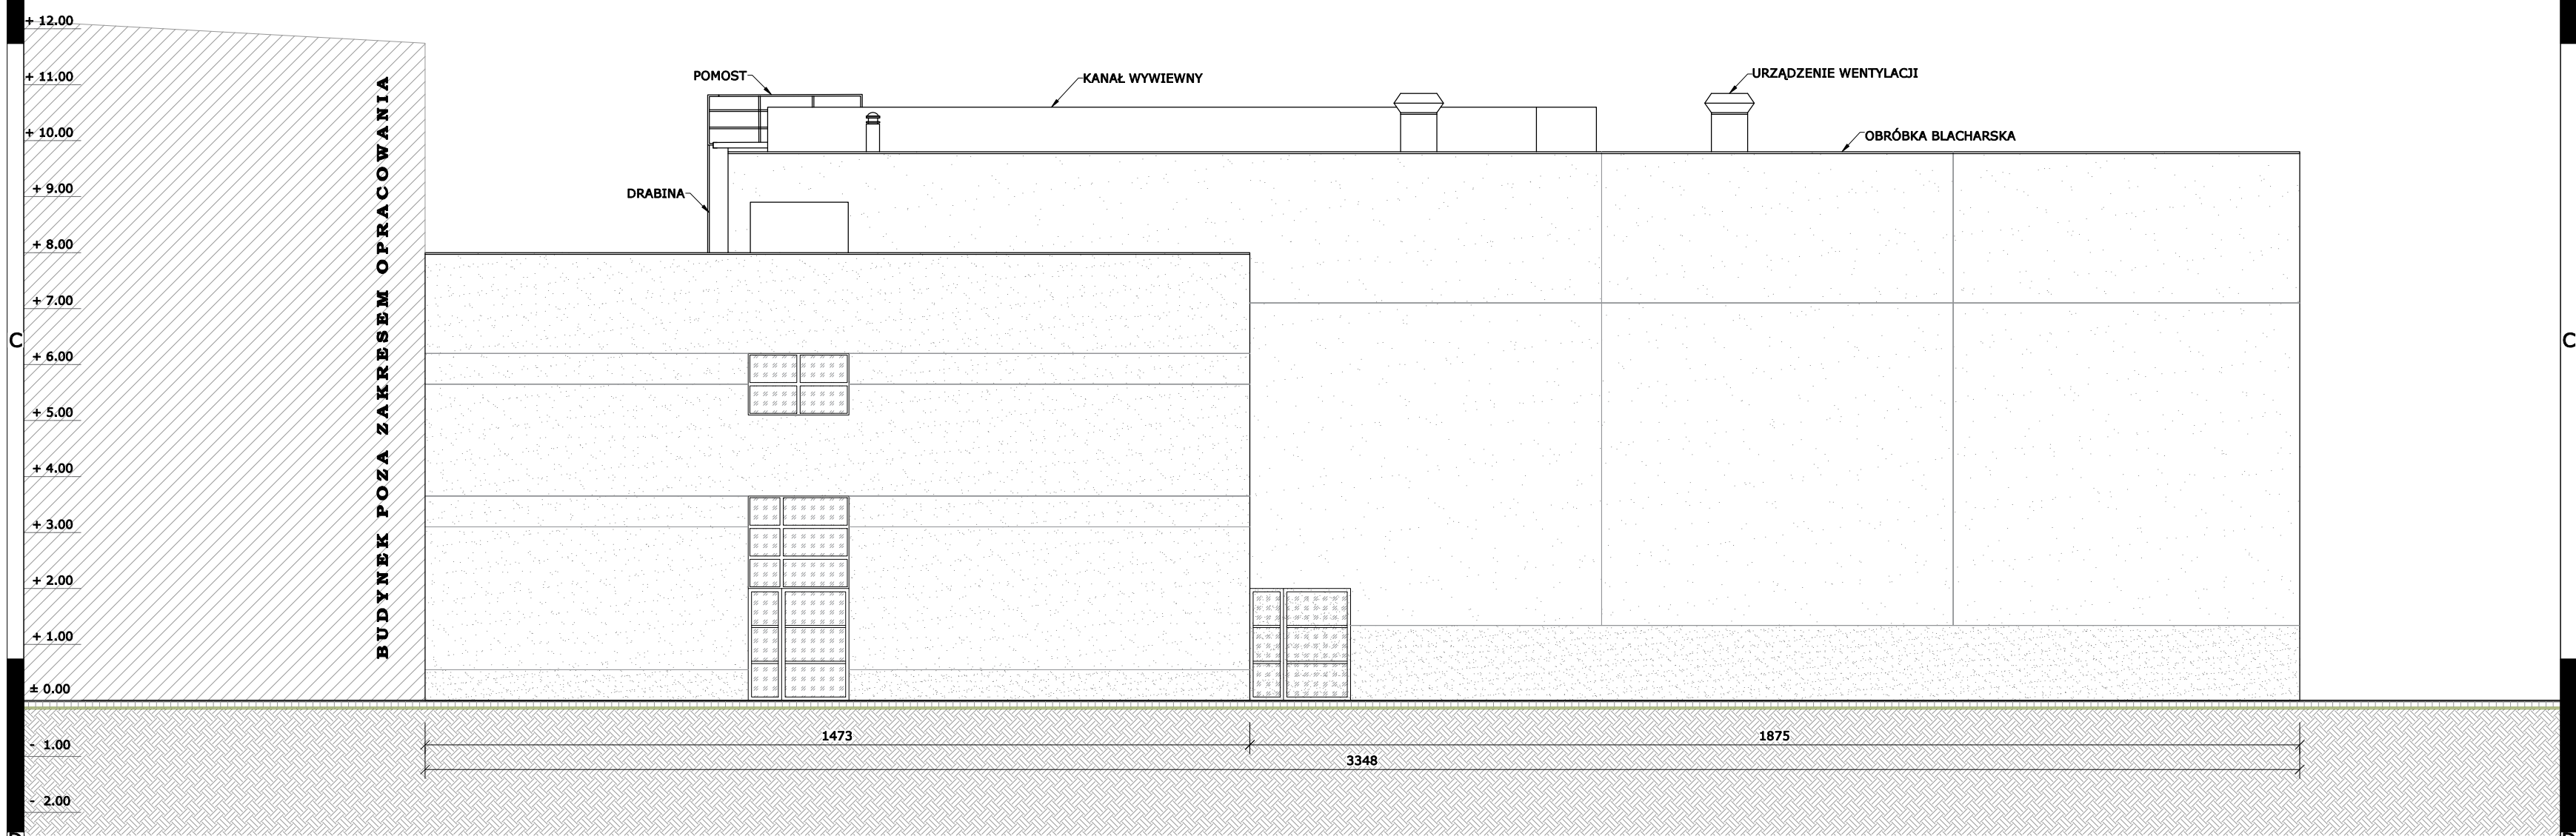 + 12.00
+ 11.00
+ 10.00
+ 9.00
+ 8.00
+ 7.00
+ 6.00
+ 5.00
+ 4.00
+ 3.00
+ 2.00
+ 1.00
± 0.00
- 1.00
- 2.00
C
BUDYNEK POZA ZAKRESEM OPRACOWANIA
POMOST
KANAŁ WYWIEWNY
URZĄDZENIE WENTYLACJI
OBRÓBKA BLACHARSKA
DRABINA
C
1473
1875
3348